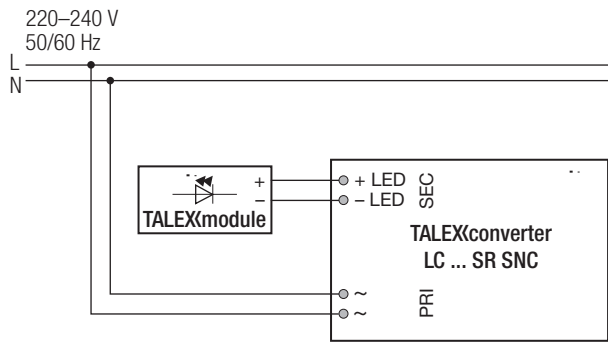 220–240 V
50/60 Hz
L
N
+
−
TALEXmodule
+ LED
− LED
SEC
TALEXconverter
LC ... SR SNC
~
~
PRI